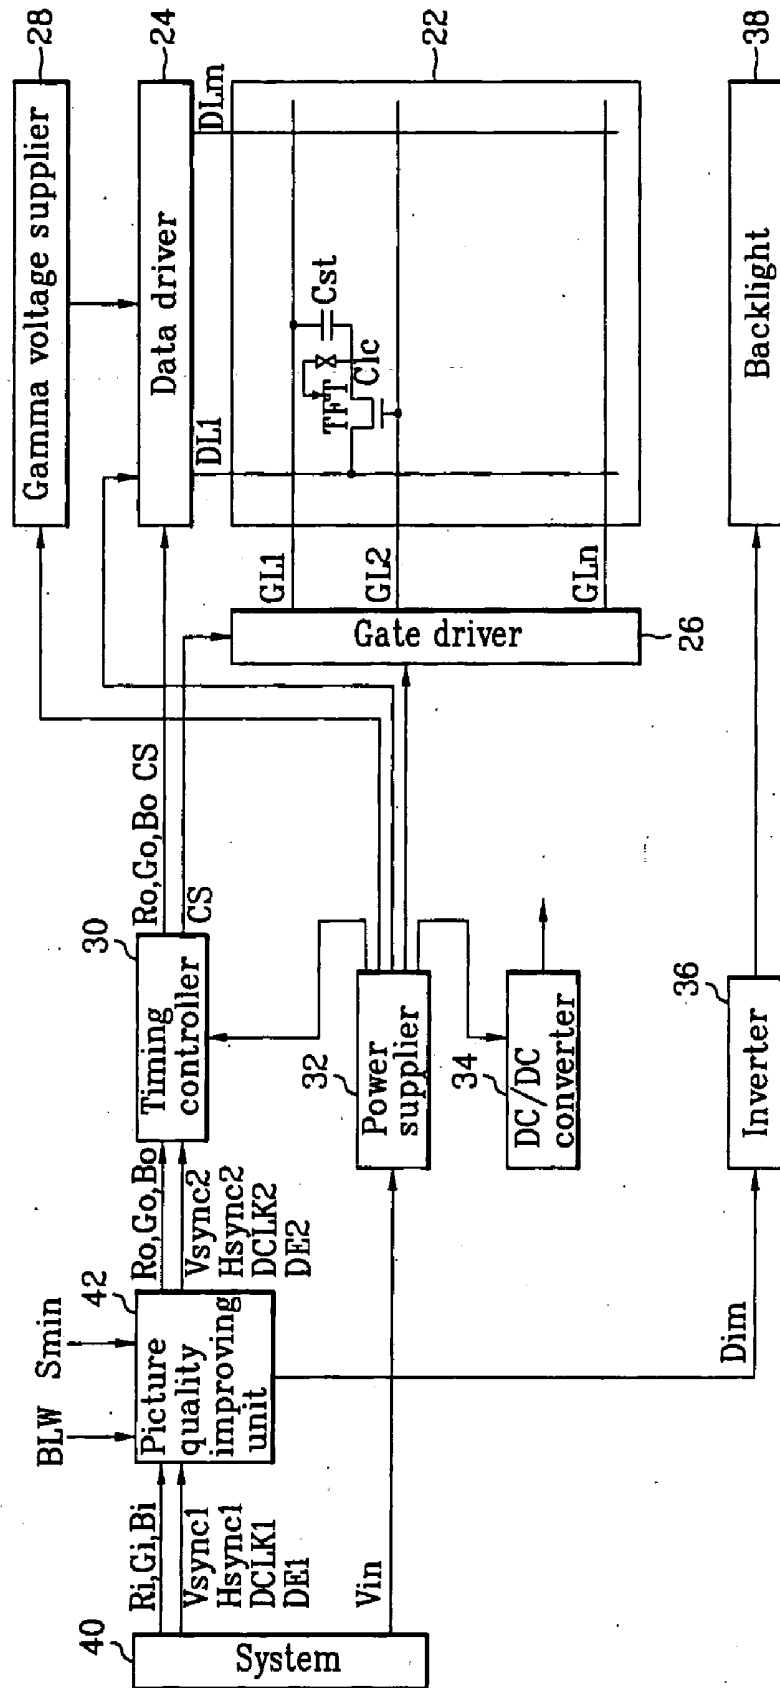 40
System
Ri,Gi,Bi
Vsync1
Hsync1
DCLK1
DE1
Vin
BLW
Smin
42
Picture
quality
improving
unit
Ro,Go,Bo
Vsync2
Hsync2
DCLK2
DE2
Dim
30
Timing
controller
32
Power
supplier
34
DC/DC
converter
36
Inverter
Ro,Go,Bo CS
CS
Gamma voltage supplier
28
Data driver
24
DL1
DLm
GL1
GL2
GLn
Gate driver
26
TFT
Clc
Cst
22
Backlight
38